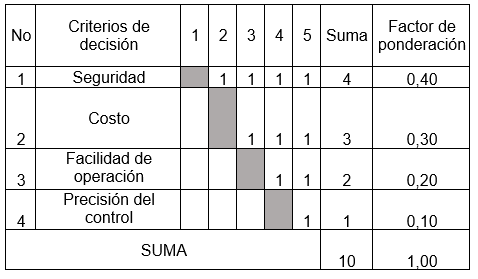 No Criterios de decisión 1 2 3 4 5 Suma Factor de ponderación
1 Seguridad 1 1 1 1 4 0,40
2 Costo 1 1 1 3 0,30
3 Facilidad de operación 1 1 2 0,20
4 Precisión del control 1 1 0,10
SUMA 10 1,00